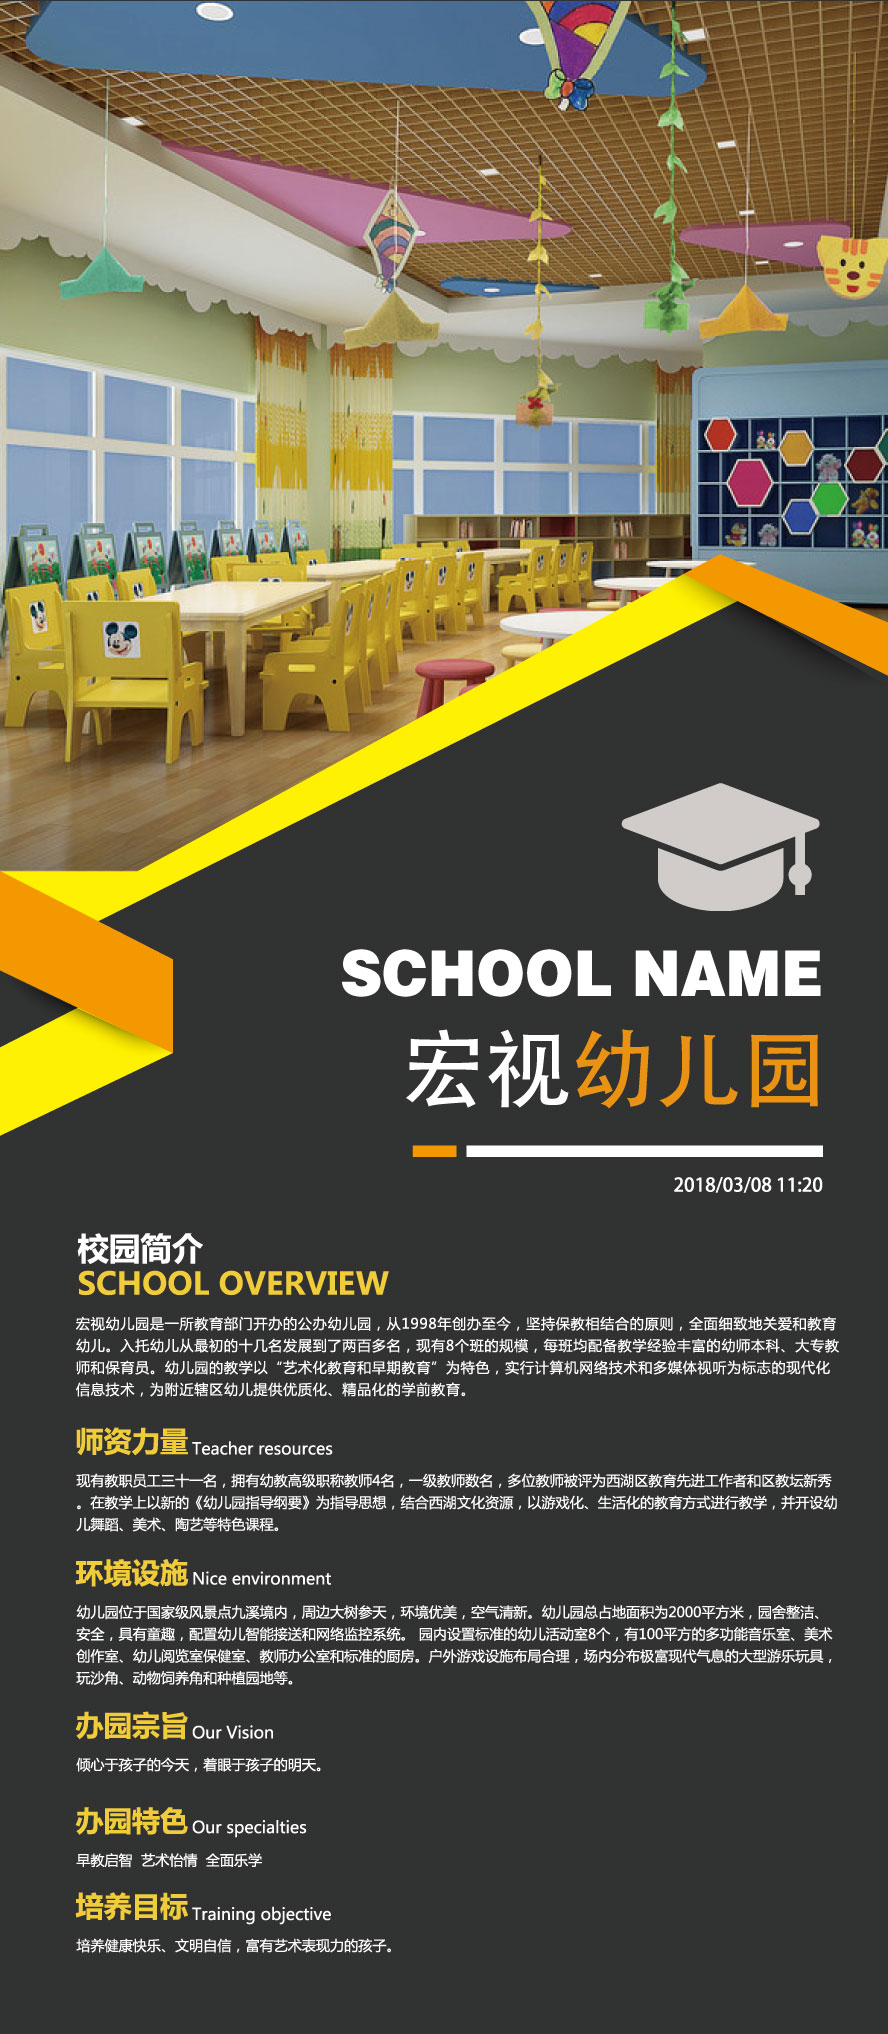 SCHOOL NAME
宏视幼儿园
2018/03/08 11:20
校园简介
SCHOOL OVERVIEW
宏视幼儿园是一所教育部门开办的公办幼儿园，从1998年创办至今，坚持保教相结合的原则，全面细致地关爱和教育
幼儿。入托幼儿从最初的十几名发展到了两百多名，现有8个班的规模，每班均配备教学经验丰富的幼师本科、大专教
师和保育员。幼儿园的教学以“艺术化教育和早期教育”为特色，实行计算机网络技术和多媒体视听为标志的现代化
信息技术，为附近辖区幼儿提供优质化、精品化的学前教育。
师资力量 Teacher resources
现有教职员工三十一名，拥有幼教高级职称教师4名，一级教师数名，多位教师被评为西湖区教育先进工作者和区教坛新秀
。在教学上以新的《幼儿园指导纲要》为指导思想，结合西湖文化资源，以游戏化、生活化的教育方式进行教学，并开设幼
儿舞蹈、美术、陶艺等特色课程。
环境设施 Nice environment
幼儿园位于国家级风景点九溪境内，周边大树参天，环境优美，空气清新。幼儿园总占地面积为2000平方米，园舍整洁、
安全，具有童趣，配置幼儿智能接送和网络监控系统。 园内设置标准的幼儿活动室8个，有100平方的多功能音乐室、美术
创作室、幼儿阅览室保健室、教师办公室和标准的厨房。户外游戏设施布局合理，场内分布极富现代气息的大型游乐玩具，
玩沙角、动物饲养角和种植园地等。
办园宗旨 Our Vision
倾心于孩子的今天，着眼于孩子的明天。
办园特色 Our specialties
早教启智 艺术怡情 全面乐学
培养目标 Training objective
培养健康快乐、文明自信，富有艺术表现力的孩子。